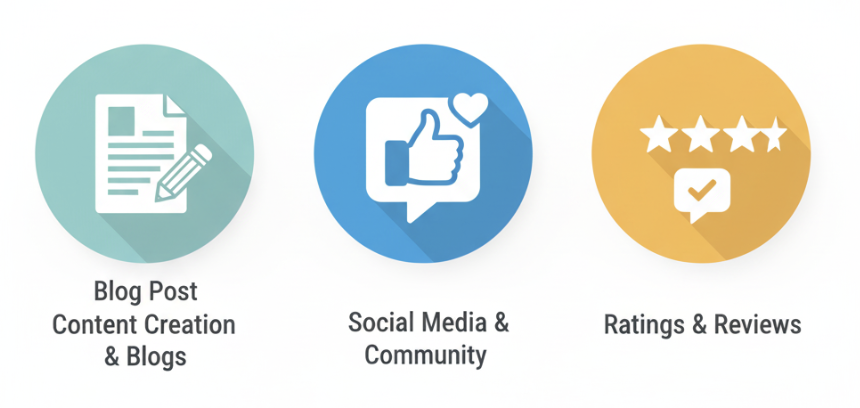 Blog Post
Content Creation
& Blogs
Social Media &
Community
Ratings & Reviews